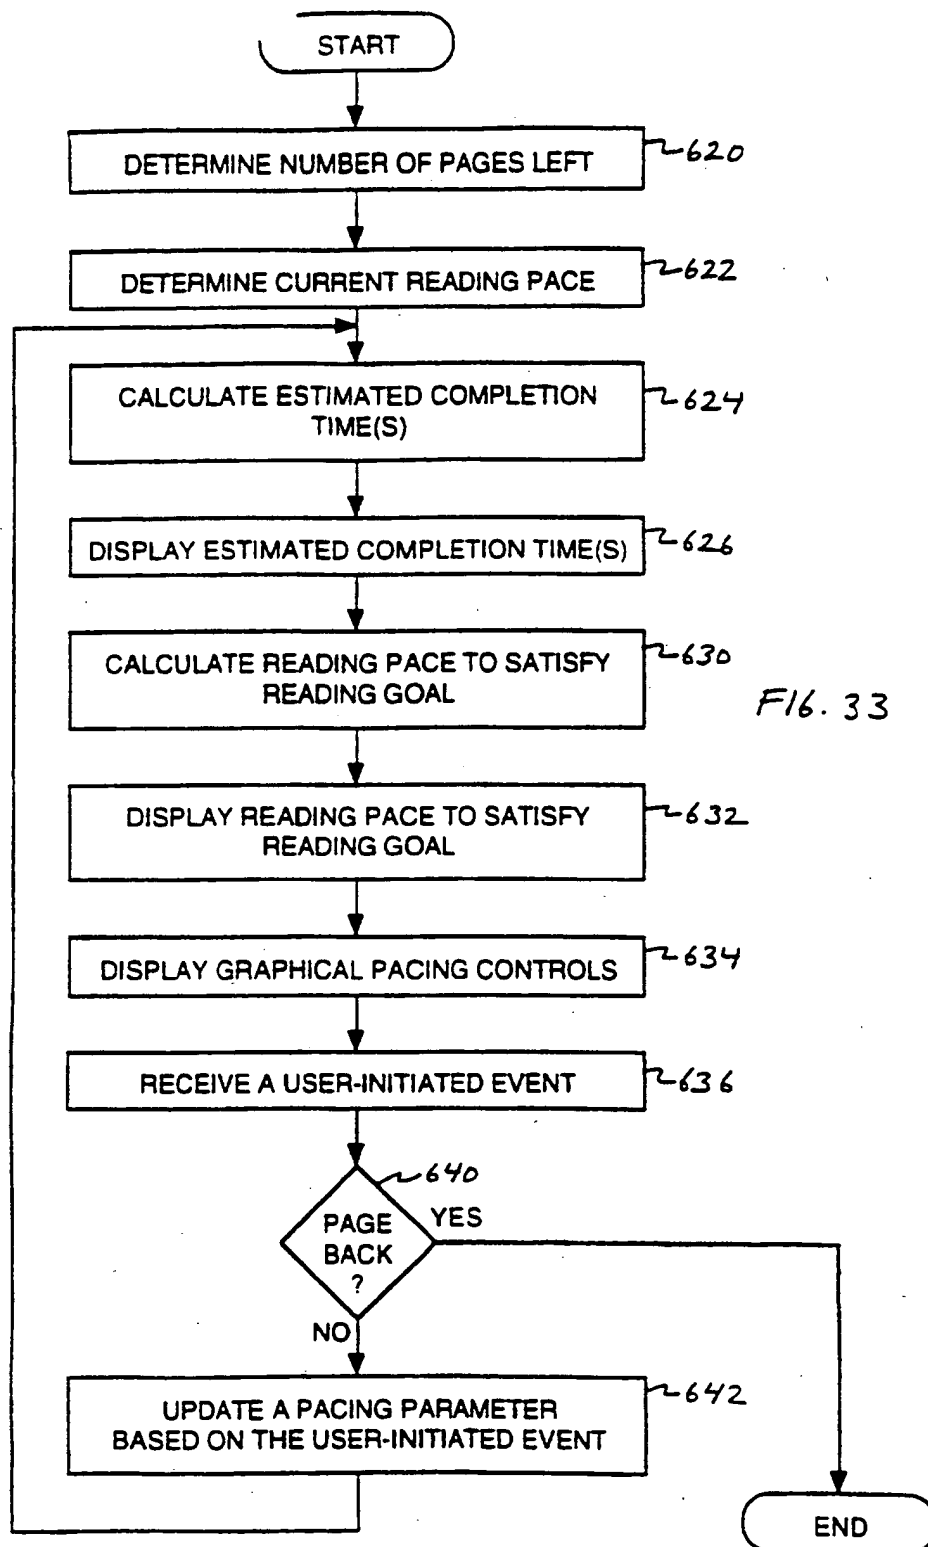 START
DETERMINE NUMBER OF PAGES LEFT
620
DETERMINE CURRENT READING PACE
622
CALCULATE ESTIMATED COMPLETION
TIME(S)
624
DISPLAY ESTIMATED COMPLETION TIME(S)
626
CALCULATE READING PACE TO SATISFY
READING GOAL
630
FIG. 33
DISPLAY READING PACE TO SATISFY
READING GOAL
632
DISPLAY GRAPHICAL PACING CONTROLS
634
RECEIVE A USER-INITIATED EVENT
636
640
PAGE
BACK
?
YES
NO
UPDATE A PACING PARAMETER
BASED ON THE USER-INITIATED EVENT
642
END